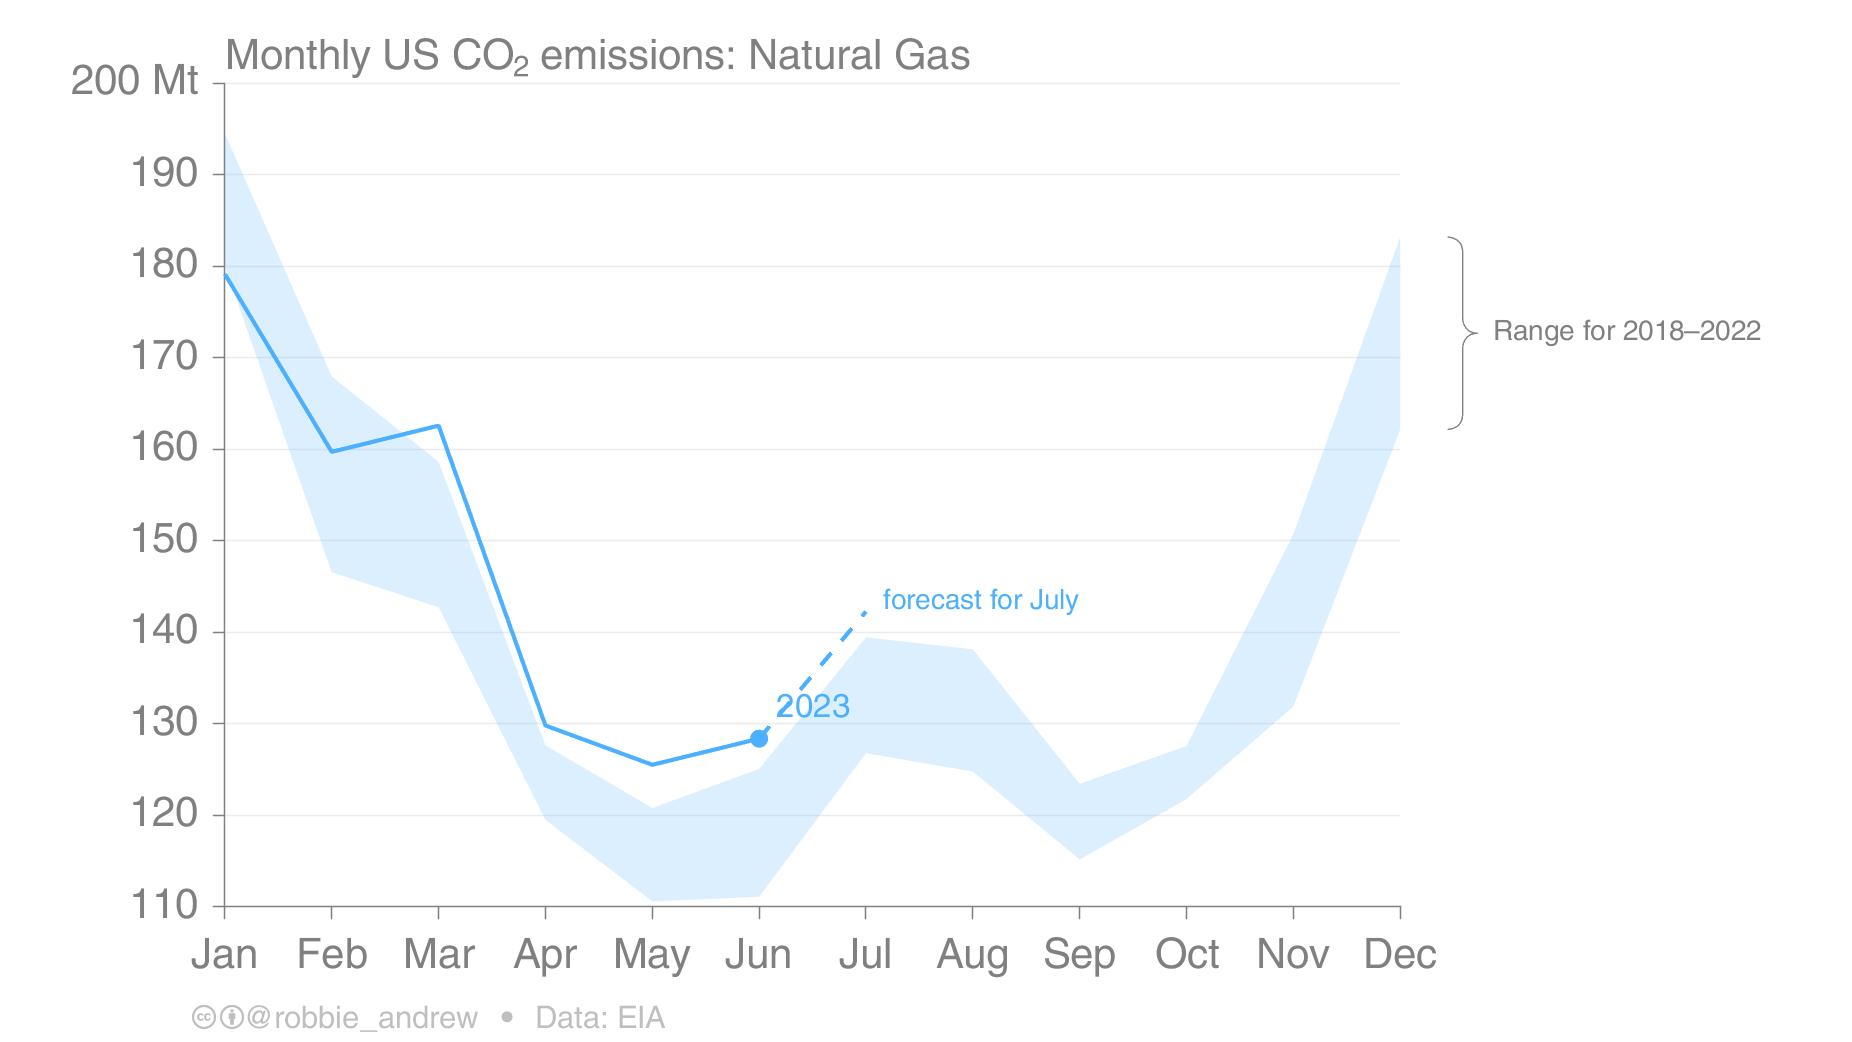 Monthly US CO₂ emissions: Natural Gas
200 Mt
190
180
170
160
150
140
130
120
110
Range for 2018–2022
forecast for July
2023
Jan Feb Mar Apr May Jun Jul Aug Sep Oct Nov Dec
cc @robbie_andrew • Data: EIA